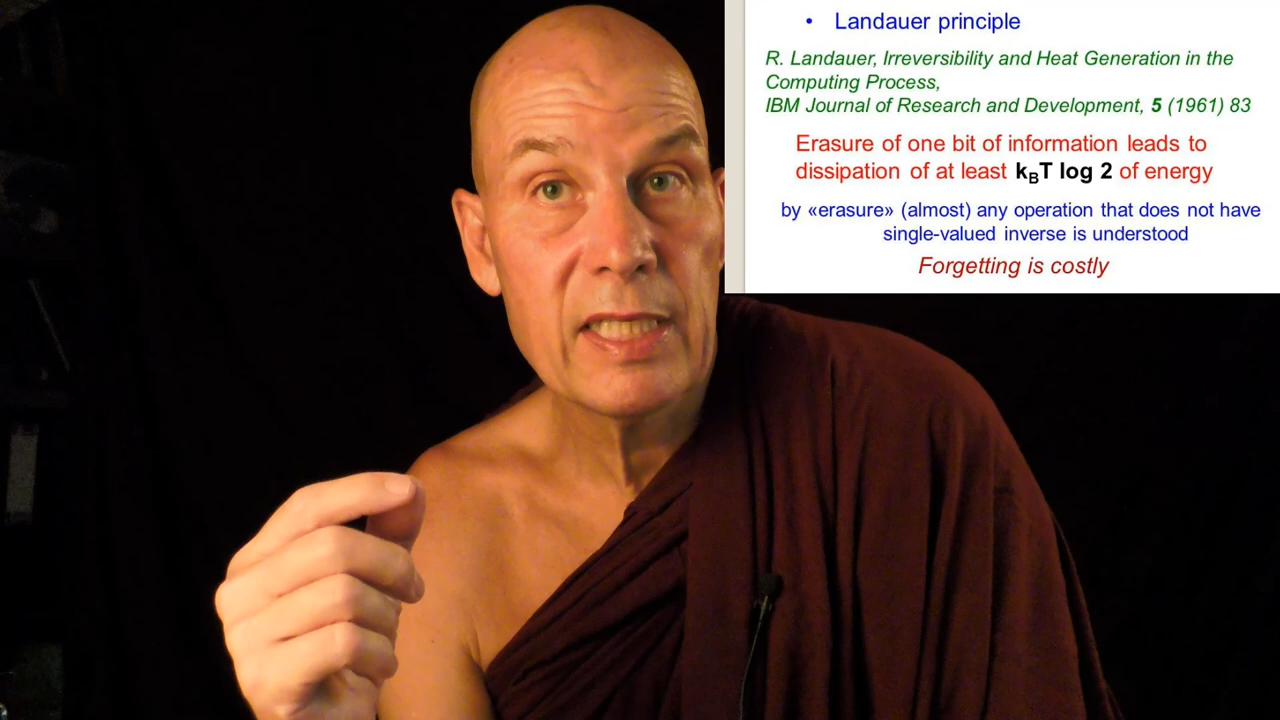 • Landauer principle
R. Landauer, Irreversibility and Heat Generation in the
Computing Process,
IBM Journal of Research and Development, 5 (1961) 83
Erasure of one bit of information leads to
dissipation of at least kBT log 2 of energy
by «erasure» (almost) any operation that does not have
single-valued inverse is understood
Forgetting is costly